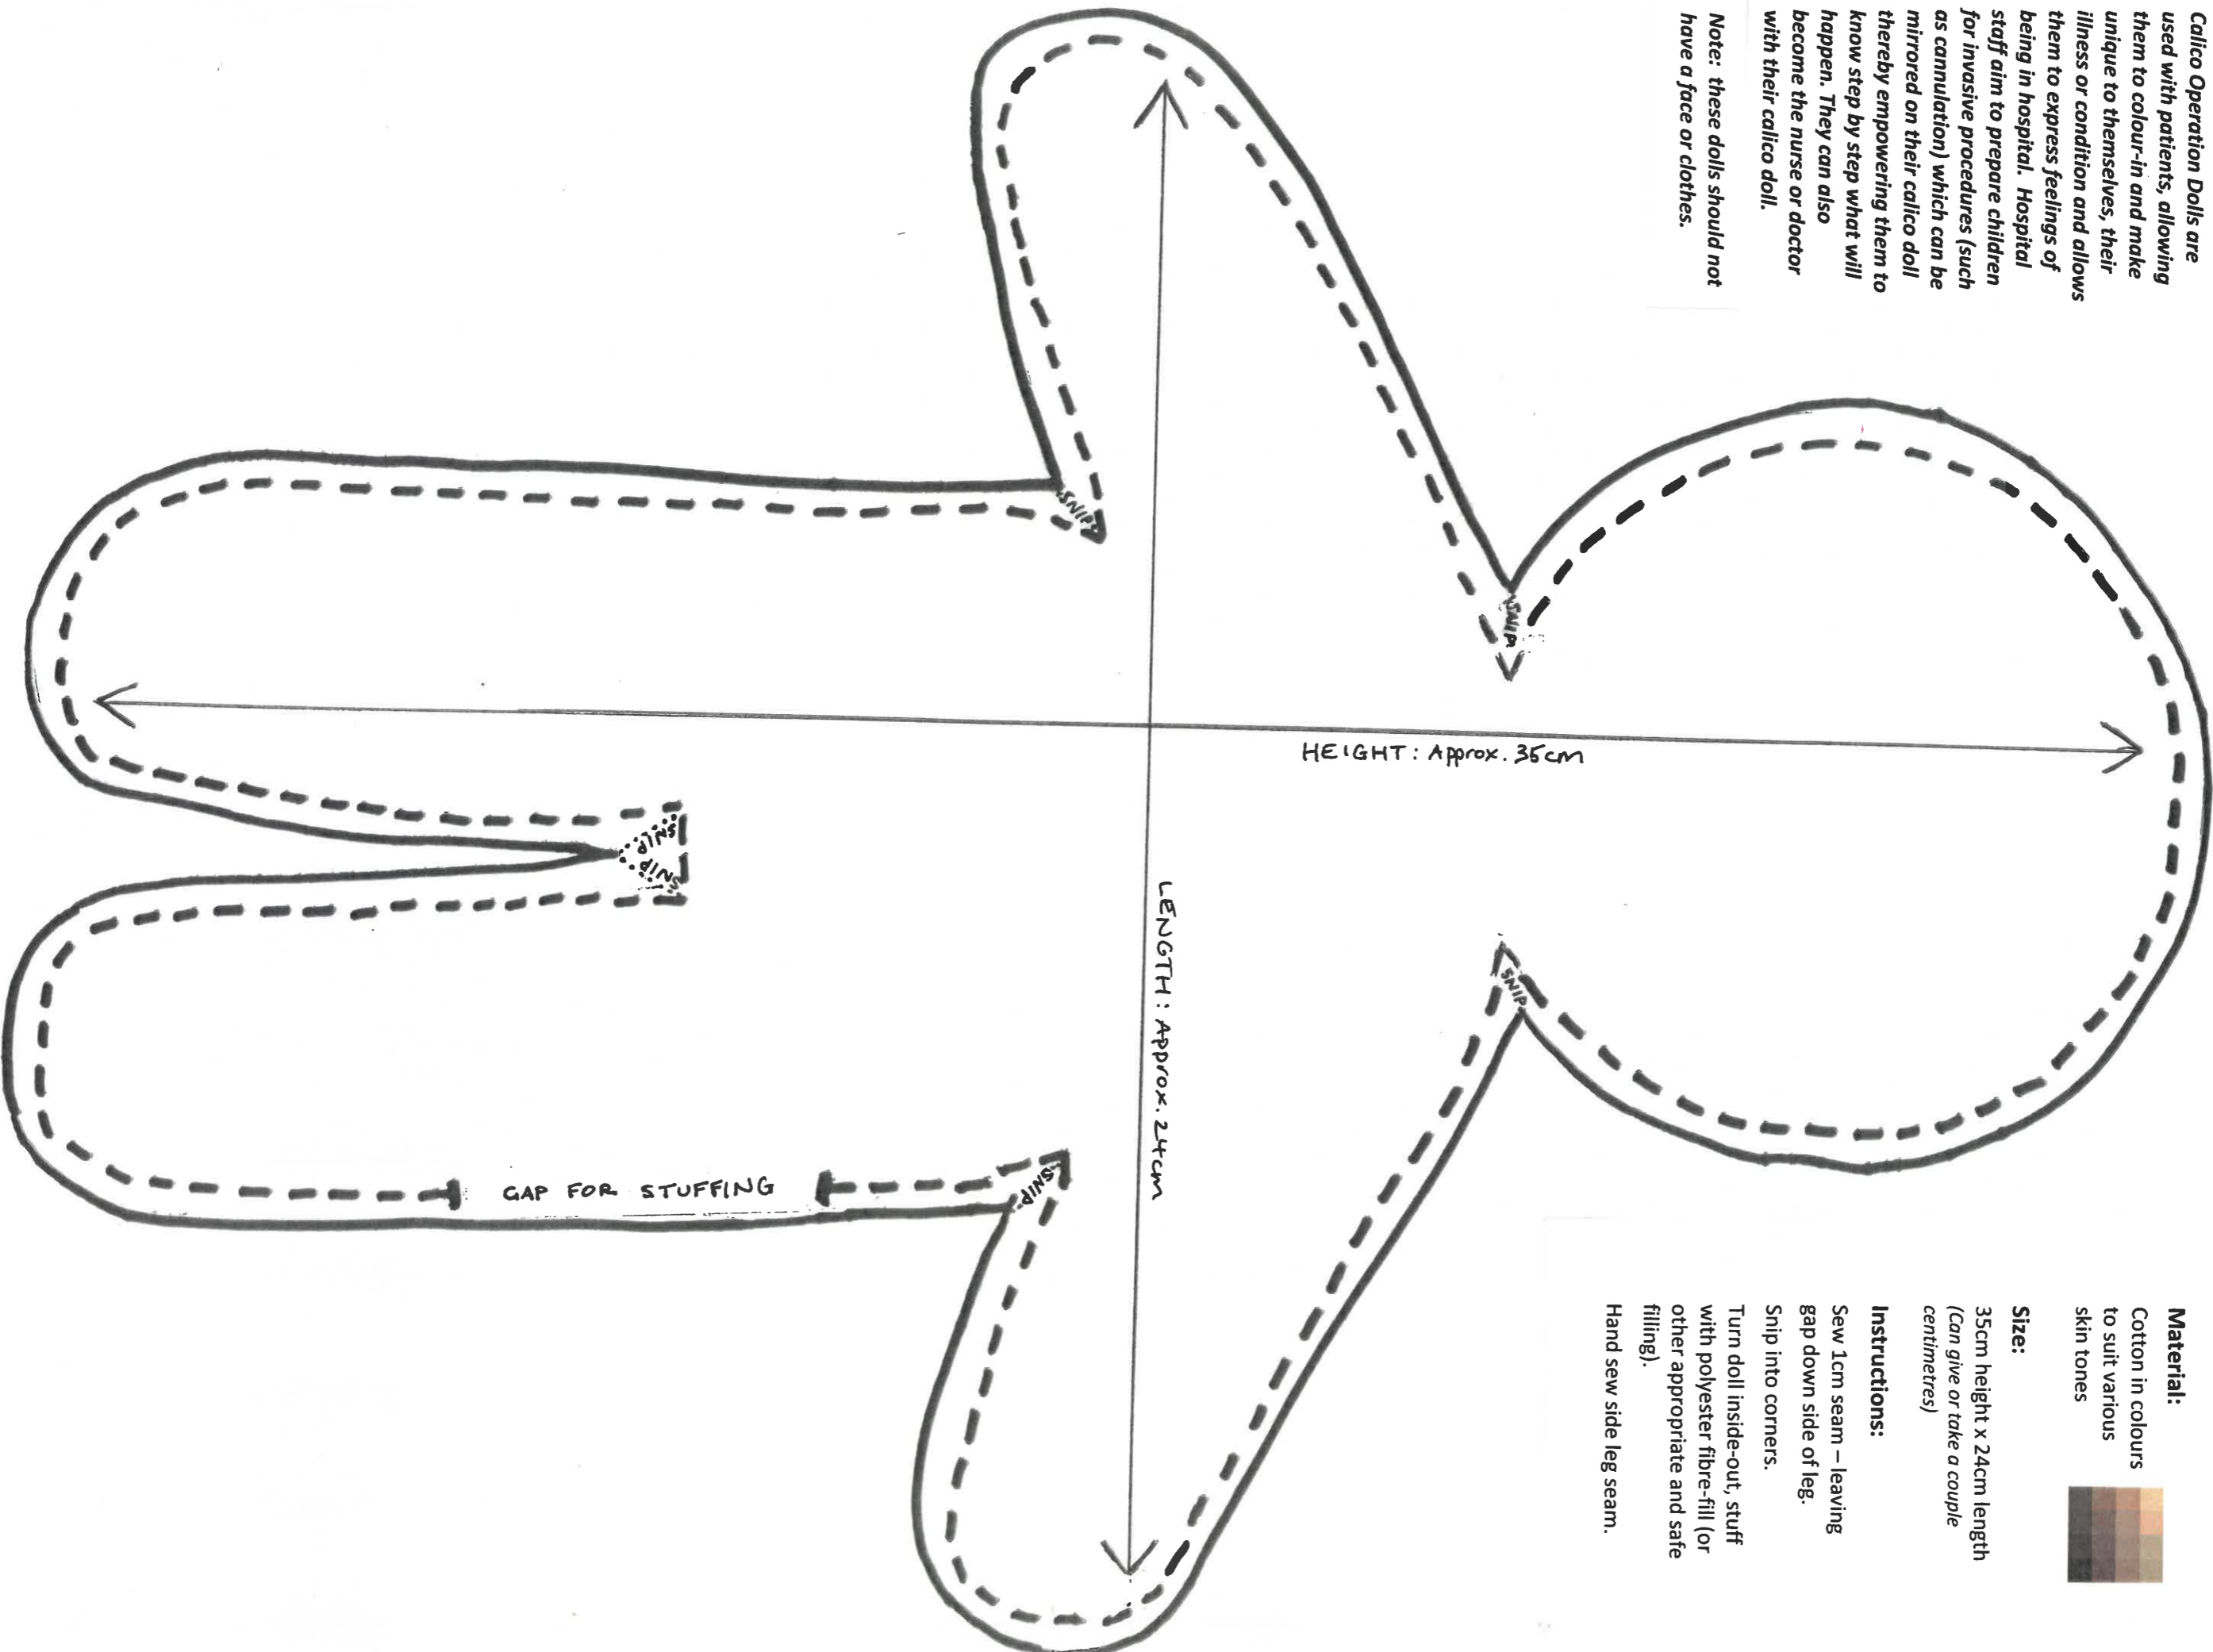 Calico Operation Dolls are
used with patients, allowing
them to colour-in and make
unique to themselves, their
illness or condition and allows
them to express feelings of
being in hospital.  Hospital
staff aim to prepare children
for invasive procedures (such
as cannulation) which can be
mirrored on their calico doll
thereby empowering them to
know step by step what will
happen. They can also
become the nurse or doctor
with their calico doll.
Note:  these dolls should not
have a face or clothes.
Material:
Cotton in colours
to suit various
skin tones
Size:
35cm height x 24cm length
(Can give or take a couple
centimetres)
Instructions:
Sew 1cm seam – leaving
gap down side of leg.
Snip into corners.
Turn doll inside-out, stuff
with polyester fibre-fill (or
other appropriate and safe
filling).
Hand sew side leg seam.
SNIP
SNIP
SNIP
SNIP
SNIP
SNIP
HEIGHT: Approx. 35cm
LENGTH: Approx. 24cm
GAP FOR STUFFING